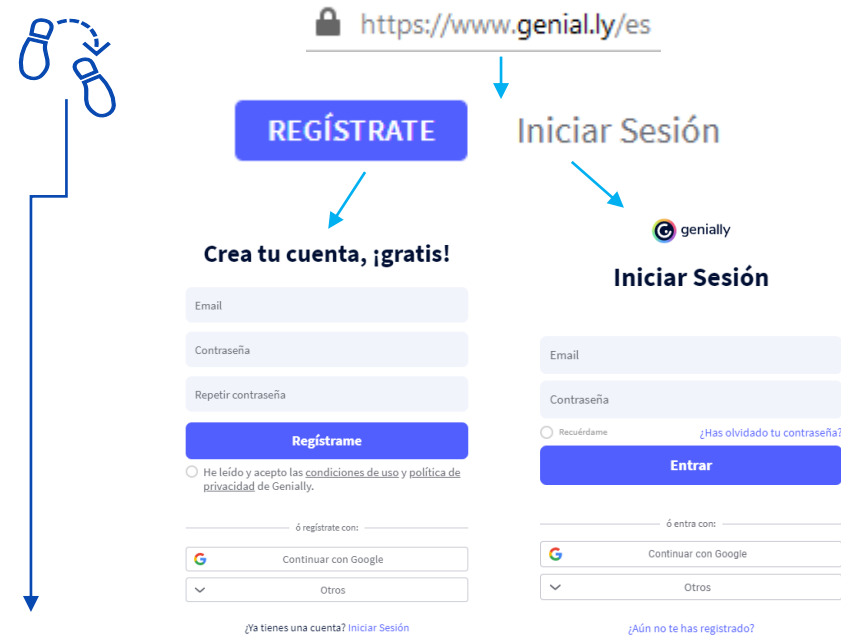 https://www.genial.ly/es
REGÍSTRATE
Iniciar Sesión
Crea tu cuenta, ¡gratis!
Email
Contraseña
Repetir contraseña
Regístrame
He leído y acepto las condiciones de uso y política de
privacidad de Genially.
ó regístrate con:
Continuar con Google
Otros
¿Ya tienes una cuenta? Iniciar Sesión
genially
Iniciar Sesión
Email
Contraseña
Recuérdame
¿Has olvidado tu contraseña?
Entrar
ó entra con:
Continuar con Google
Otros
¿Aún no te has registrado?